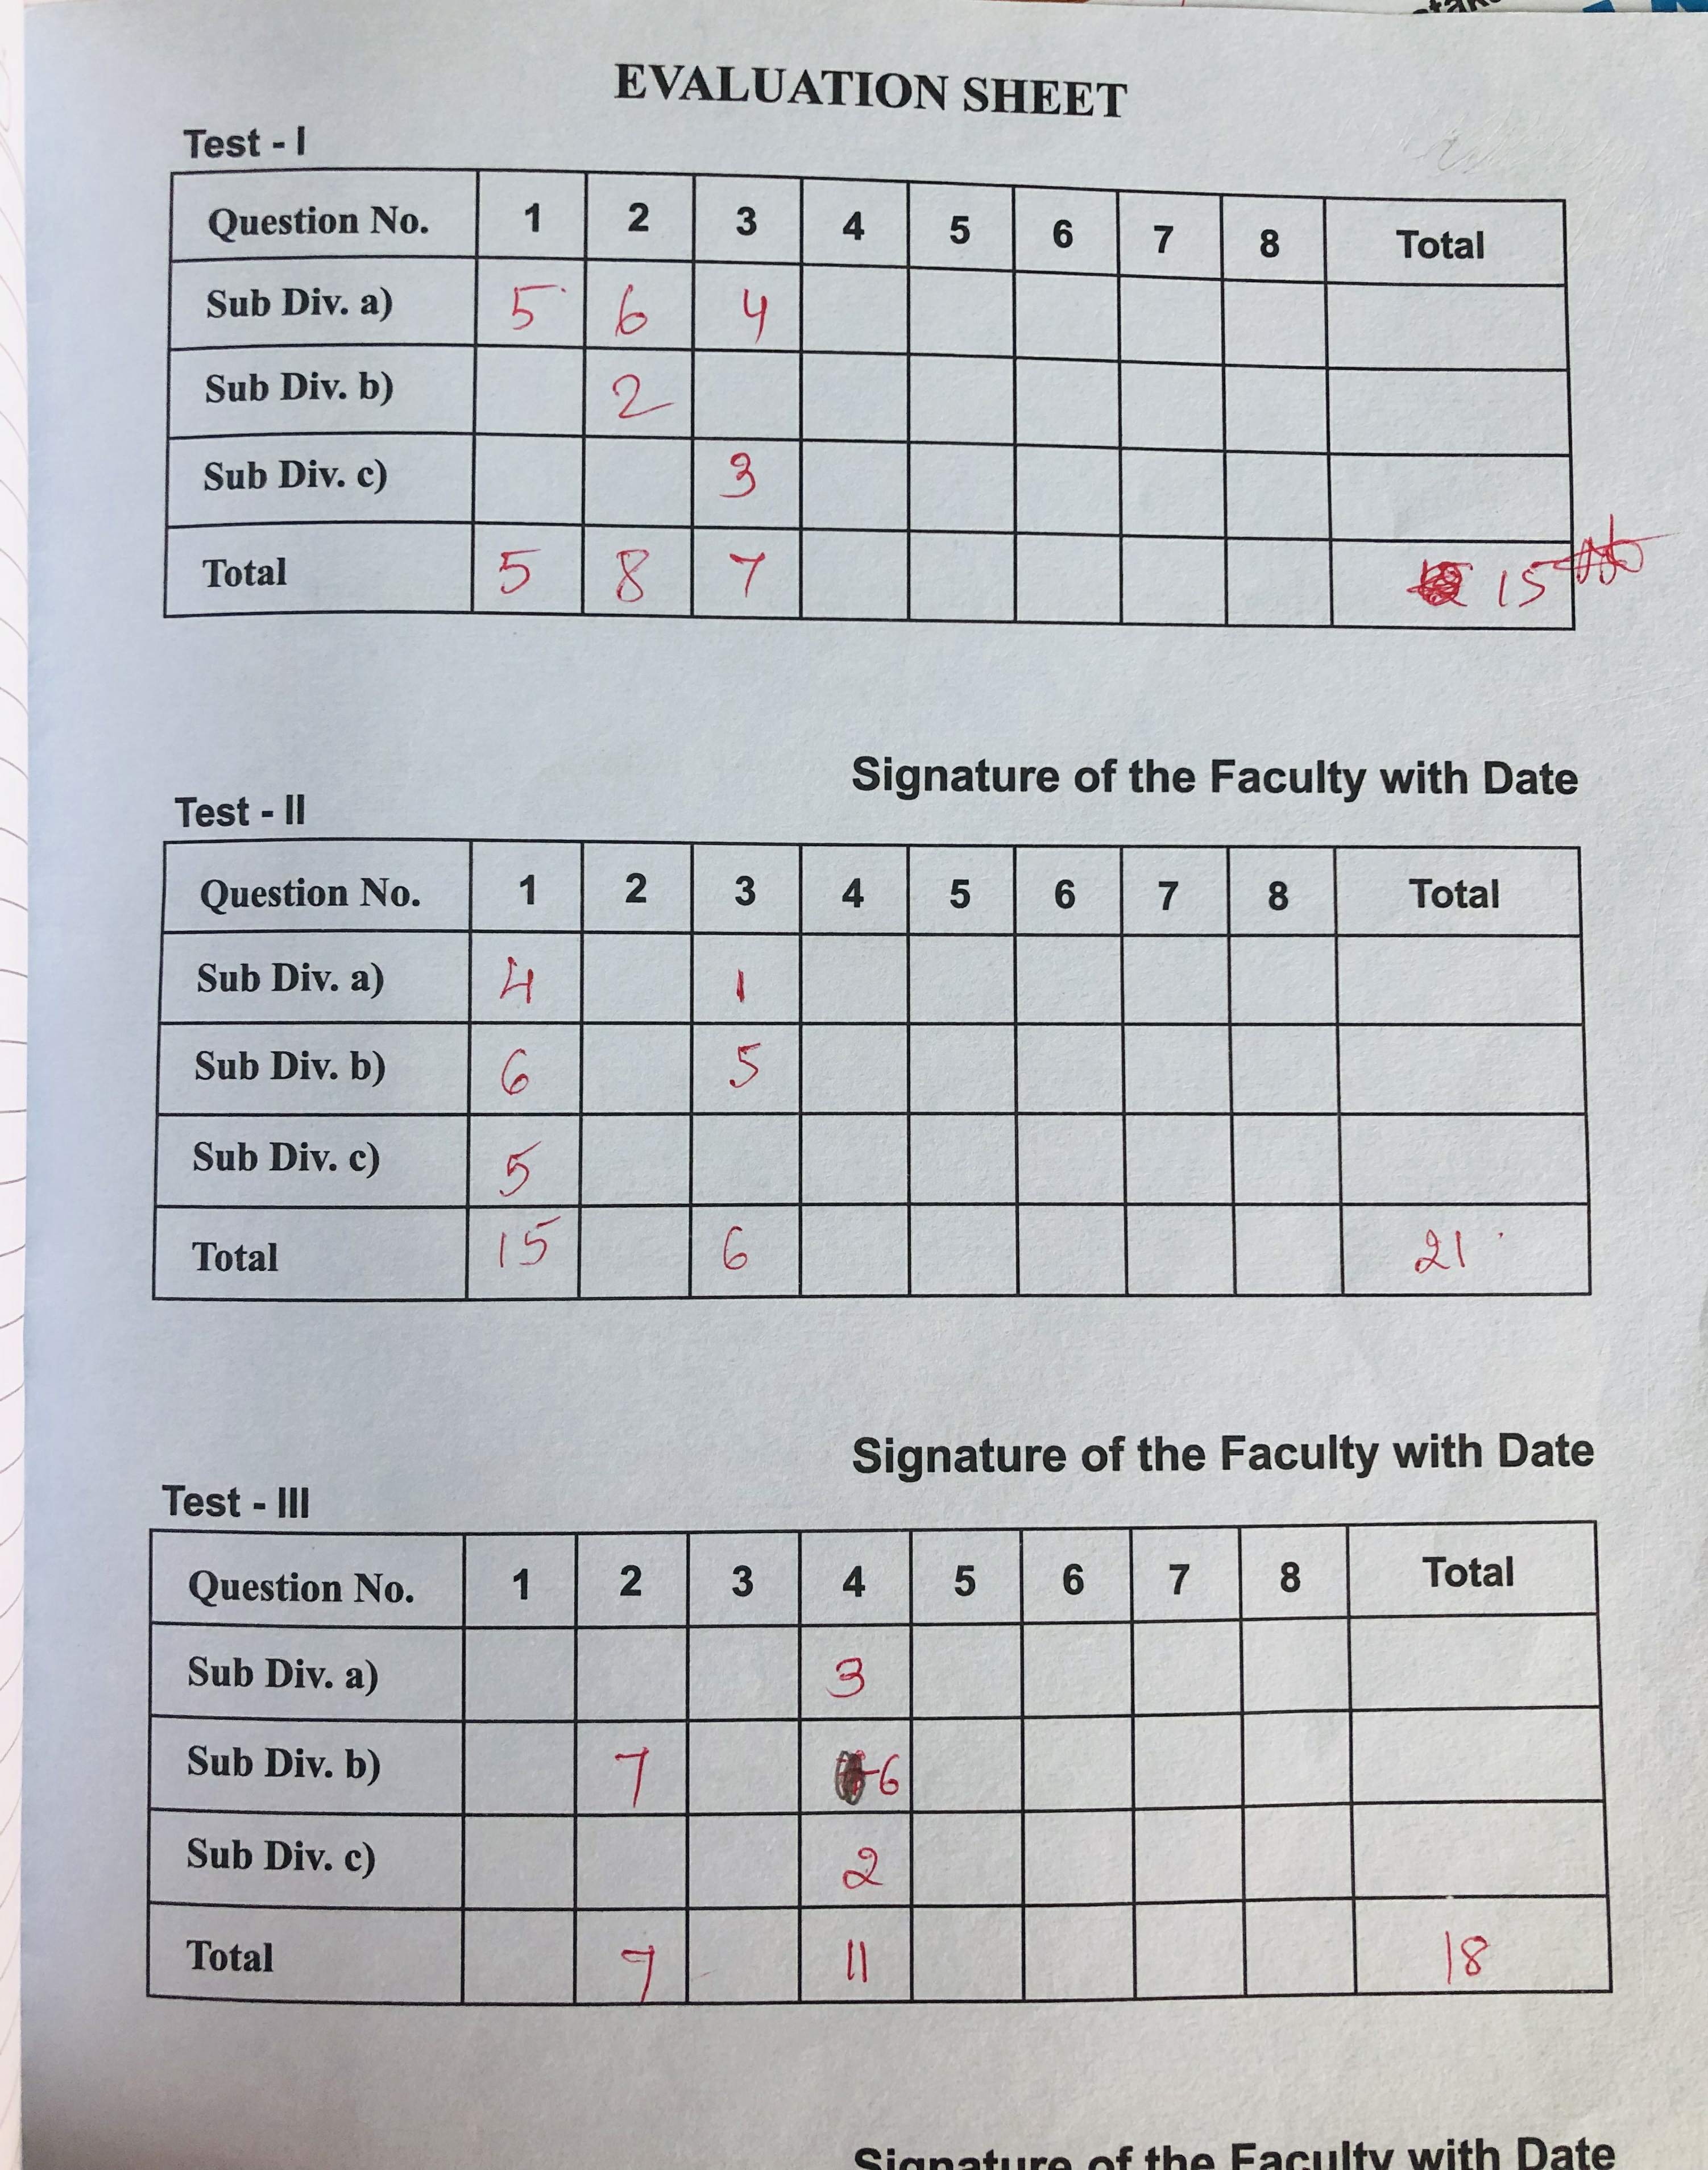 EVALUATION SHEET
Test - I
Question No. 1 2 3 4 5 6 7 8 Total
Sub Div. a) 5 6 4
Sub Div. b) 2
Sub Div. c) 3
Total 5 8 7 15
Signature of the Faculty with Date
Test - II
Question No. 1 2 3 4 5 6 7 8 Total
Sub Div. a) 4 1
Sub Div. b) 6 5
Sub Div. c) 5
Total 15 6 21
Signature of the Faculty with Date
Test - III
Question No. 1 2 3 4 5 6 7 8 Total
Sub Div. a) 3
Sub Div. b) 7 6
Sub Div. c) 2
Total 7 11 18
Signature of the Faculty with Date